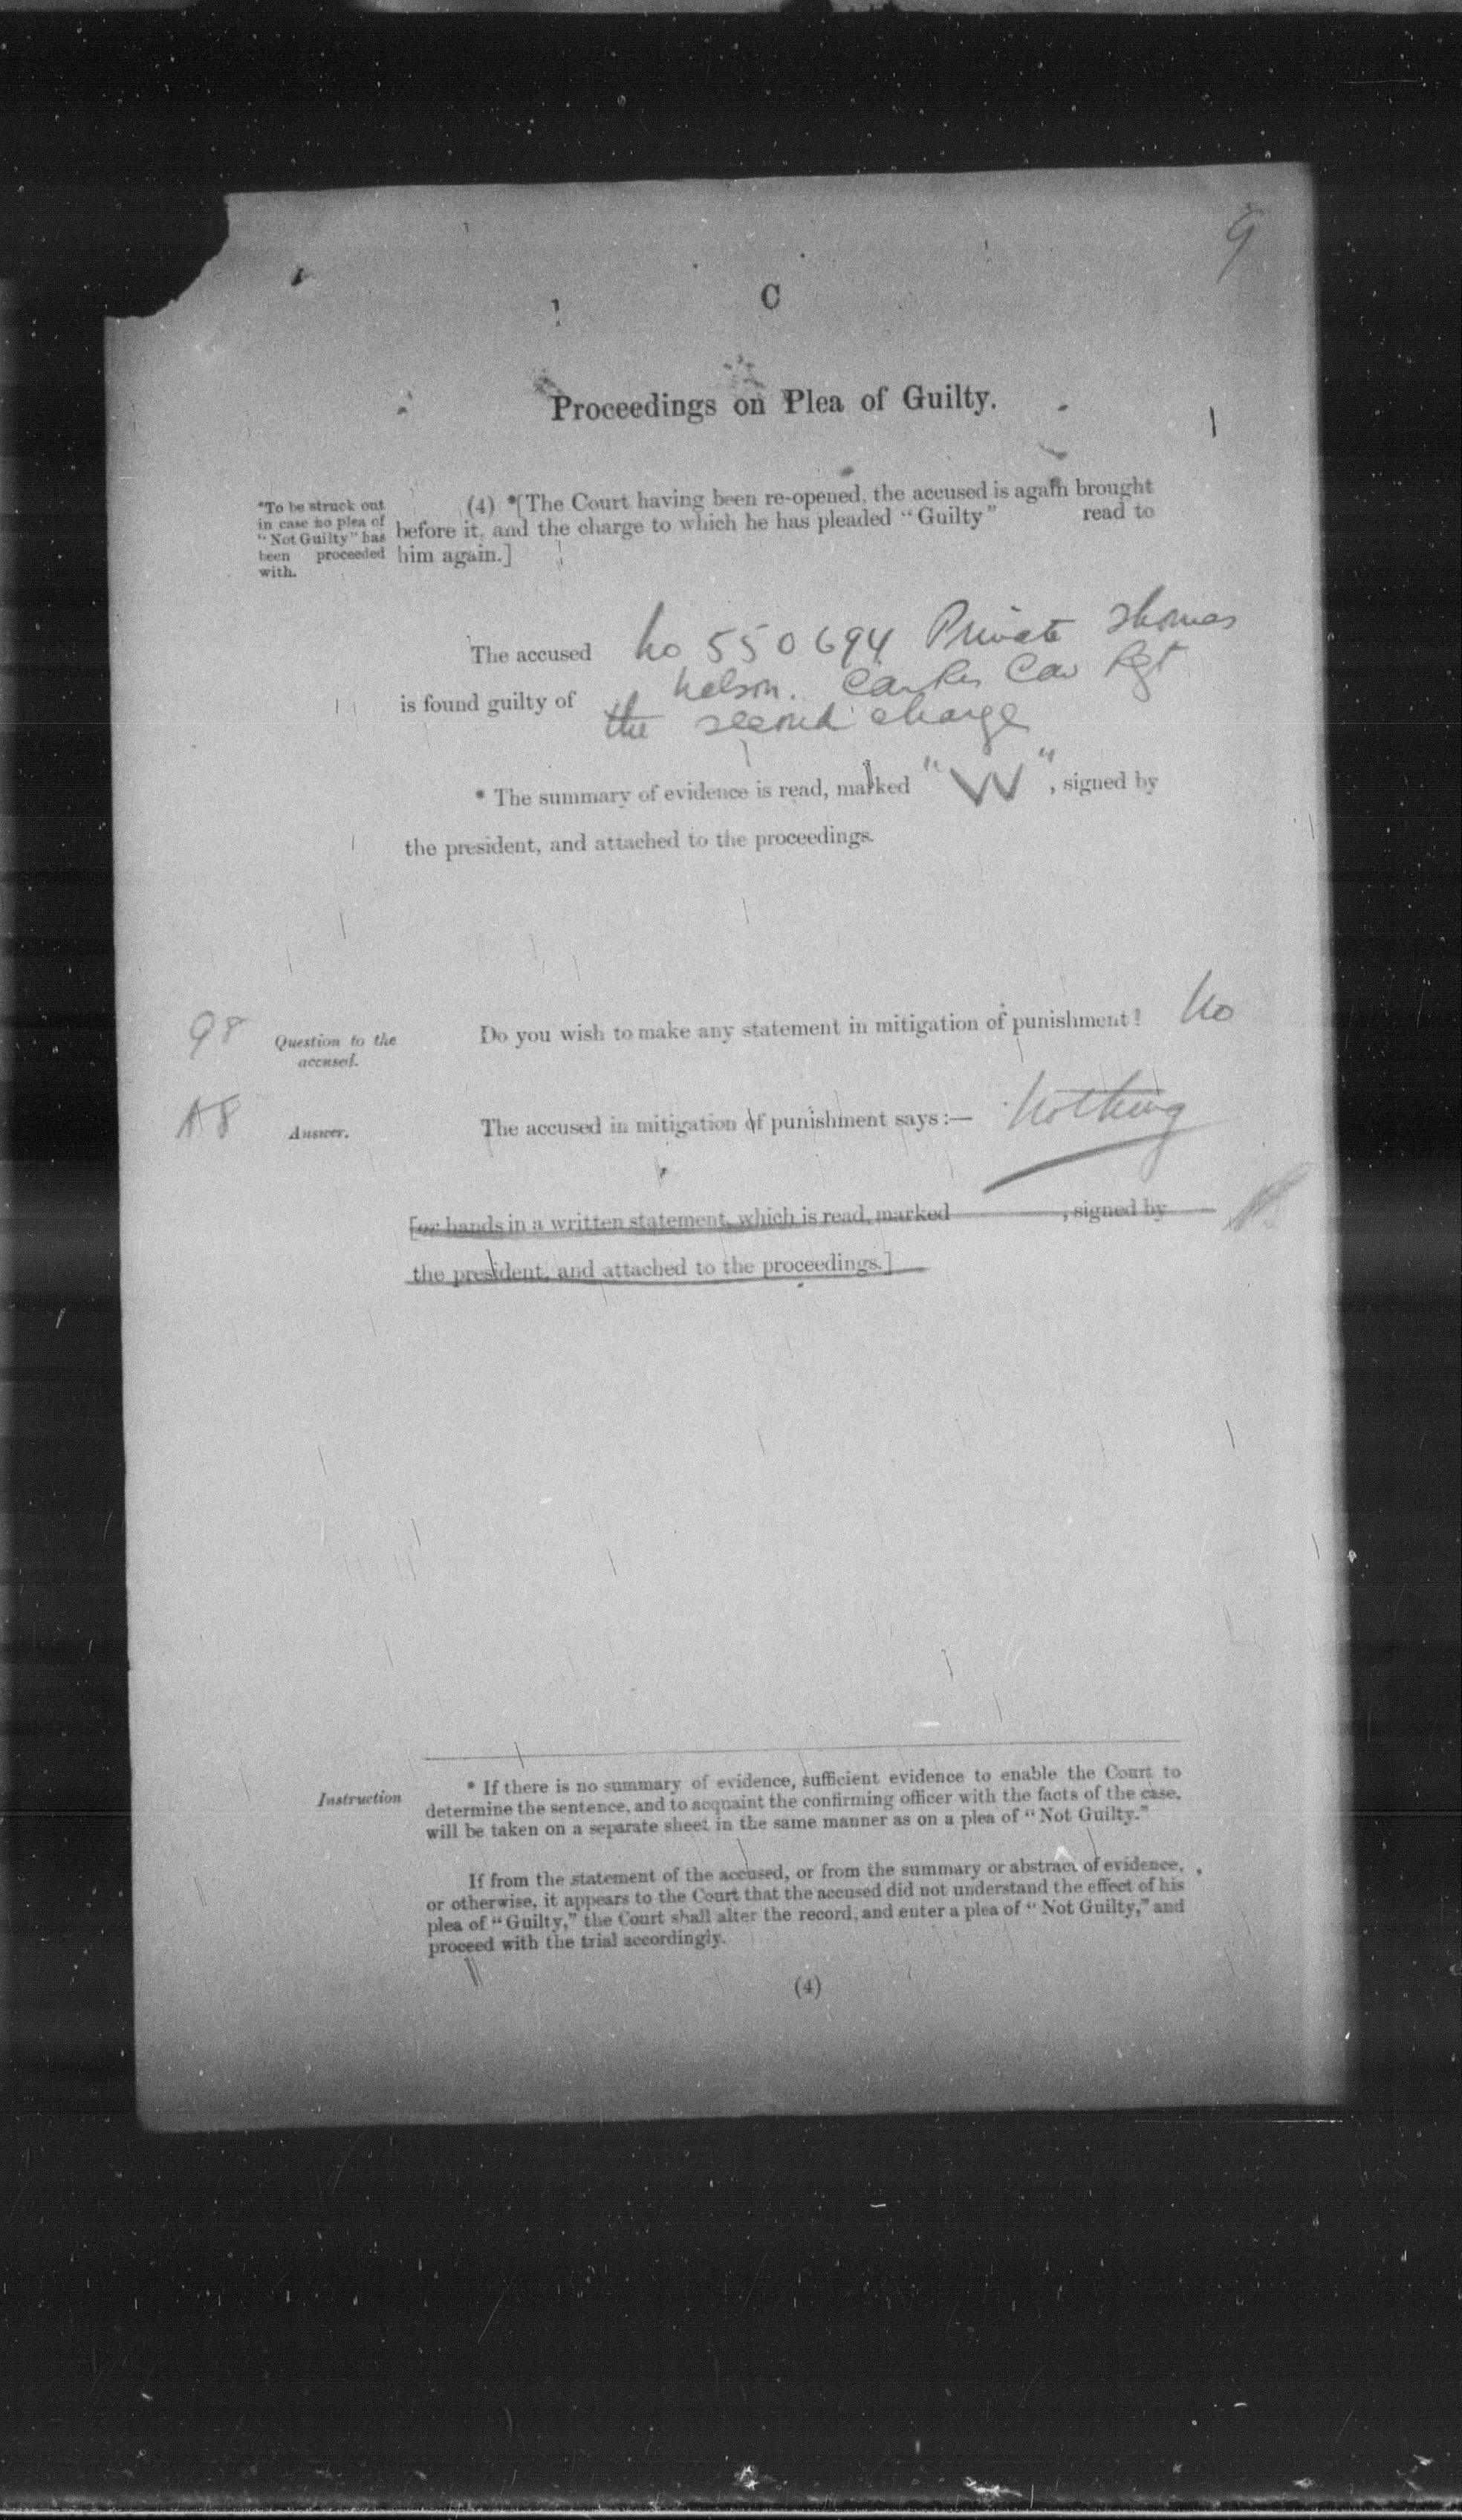 9
C
Proceedings on Plea of Guilty.
*To be struck out
in case no plea of
"Not Guilty" has
been proceeded
with.
(4) *[The Court having been re-opened, the accused is again brought
before it, and the charge to which he has pleaded "Guilty" read to
him again.]
The accused No 550694 Private Thomas
Nelson. Can Res Cav Rgt
is found guilty of the second charge
* The summary of evidence is read, marked "W", signed by
the president, and attached to the proceedings.
Q8 Question to the
accused.
Do you wish to make any statement in mitigation of punishment? No
A8 Answer. The accused in mitigation of punishment says:— Nothing
[or hands in a written statement, which is read, marked , signed by
the president, and attached to the proceedings.]
Instruction
* If there is no summary of evidence, sufficient evidence to enable the Court to
determine the sentence, and to acquaint the confirming officer with the facts of the case,
will be taken on a separate sheet in the same manner as on a plea of "Not Guilty."
If from the statement of the accused, or from the summary or abstract of evidence,
or otherwise, it appears to the Court that the accused did not understand the effect of his
plea of "Guilty," the Court shall alter the record, and enter a plea of "Not Guilty," and
proceed with the trial accordingly.
(4)